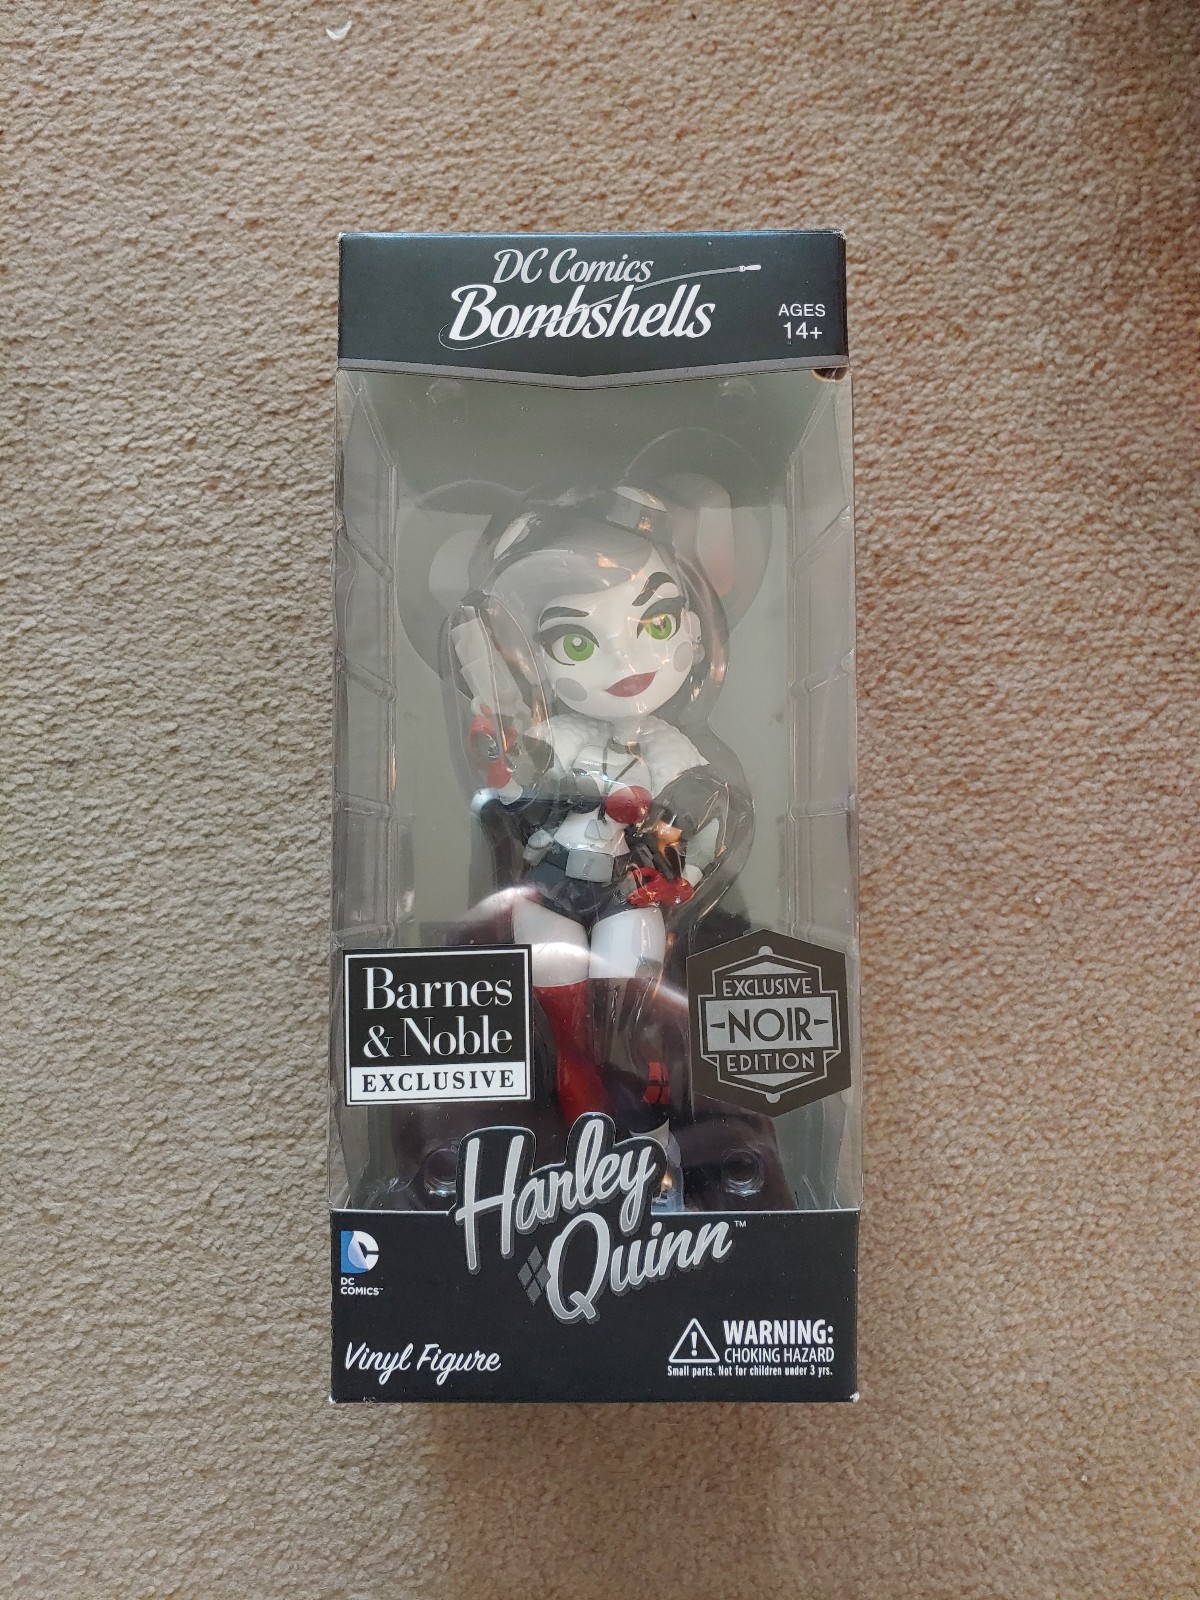 DC Comics
Bombshells
AGES
14+
Barnes
& Noble
EXCLUSIVE
EXCLUSIVE
-NOIR-
EDITION
Harley
Quinn™
DC
COMICS™
Vinyl Figure
WARNING:
CHOKING HAZARD
Small parts. Not for children under 3 yrs.